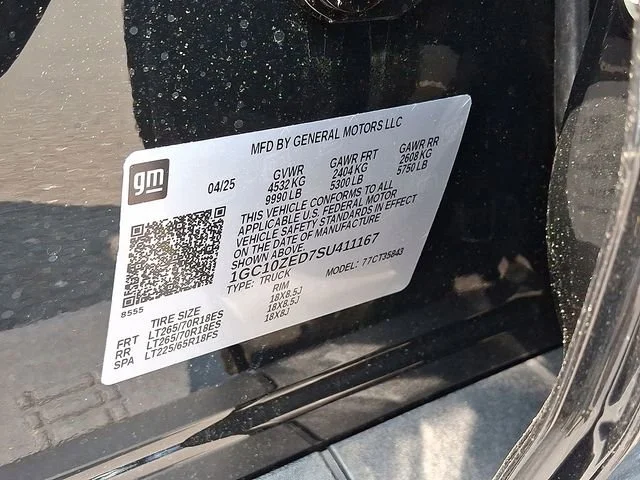 MFD BY GENERAL MOTORS LLC
gm
04/25
GVWR
4532 KG
9990 LB
GAWR FRT
2404 KG
5300 LB
GAWR RR
2608 KG
5750 LB
THIS VEHICLE CONFORMS TO ALL
APPLICABLE U.S. FEDERAL MOTOR
VEHICLE SAFETY STANDARDS IN EFFECT
ON THE DATE OF MANUFACTURE
SHOWN ABOVE.
1GC10ZED7SU411167
TYPE: TRUCK
MODEL: 77CT35843
8555
TIRE SIZE
RIM
FRT LT265/70R18ES 18X8.5J
RR LT265/70R18ES 18X8.5J
SPA LT225/65R18FS 18X8J